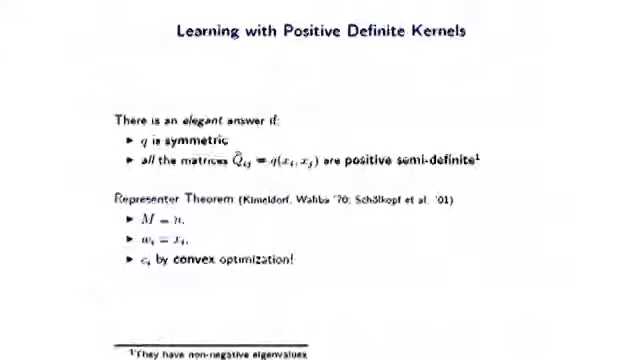 Learning with Positive Definite Kernels
There is an elegant answer if:
▶ q is symmetric
▶ all the matrices Q̂ᵢⱼ = q(xᵢ, xⱼ) are positive semi-definite¹
Representer Theorem (Kimeldorf, Wahba '70; Schölkopf et al. '01)
▶ M = n,
▶ wᵢ = xᵢ,
▶ cᵢ by convex optimization!
¹They have non-negative eigenvalues